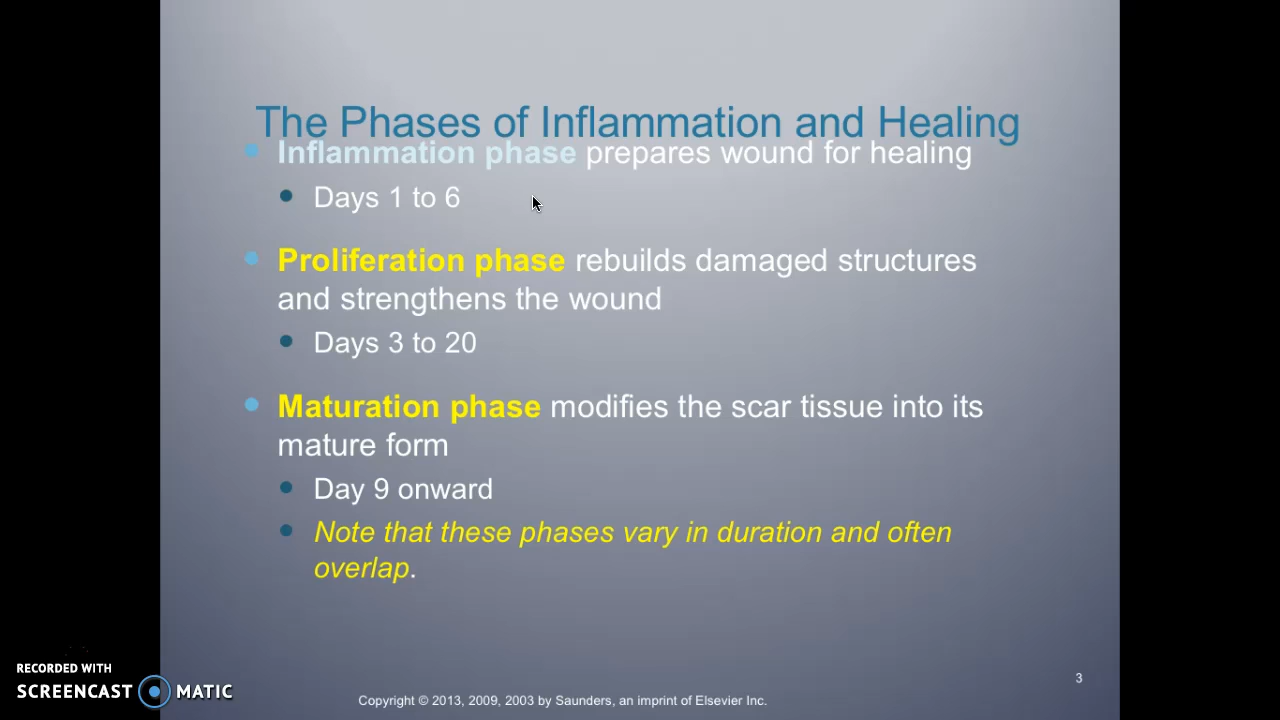 The Phases of Inflammation and Healing
Inflammation phase prepares wound for healing
Days 1 to 6
Proliferation phase rebuilds damaged structures
and strengthens the wound
Days 3 to 20
Maturation phase modifies the scar tissue into its
mature form
Day 9 onward
Note that these phases vary in duration and often
overlap.
3
Copyright © 2013, 2009, 2003 by Saunders, an imprint of Elsevier Inc.
RECORDED WITH
SCREENCAST MATIC